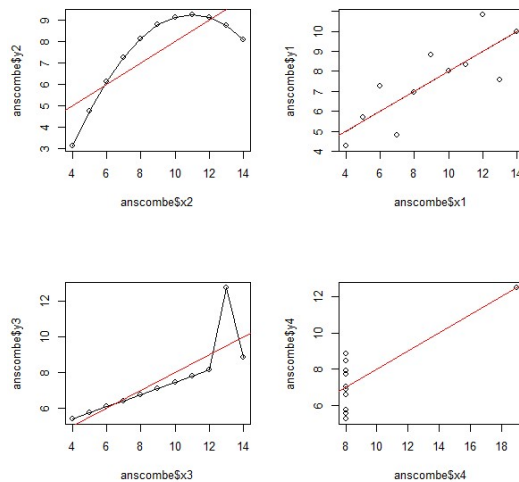 anscombe$y2
3 4 5 6 7 8 9
4 6 8 10 12 14
anscombe$x2
anscombe$y1
4 5 6 7 8 9 10
4 6 8 10 12 14
anscombe$x1
anscombe$y3
6 8 10 12
4 6 8 10 12 14
anscombe$x3
anscombe$y4
6 8 10 12
8 10 12 14 16 18
anscombe$x4